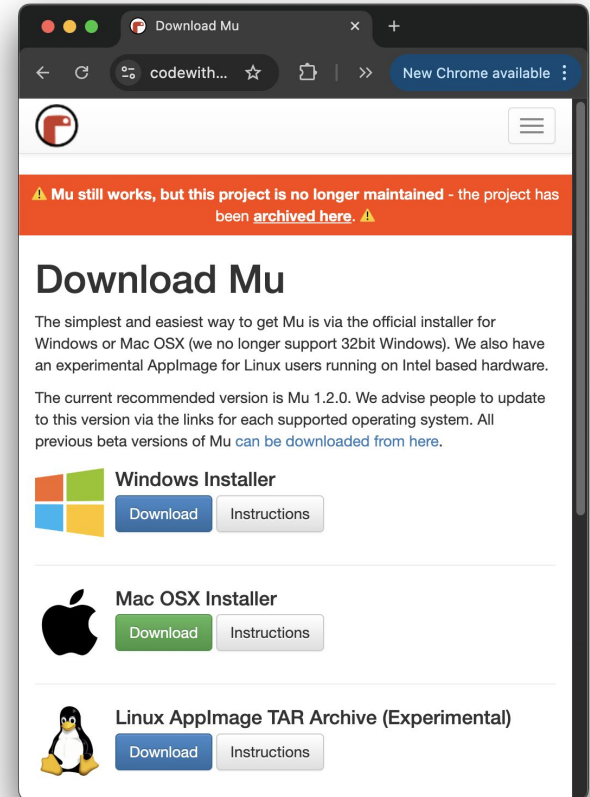 Download Mu
codewith...
New Chrome available
⚠ Mu still works, but this project is no longer maintained - the project has
been archived here. ⚠
Download Mu
The simplest and easiest way to get Mu is via the official installer for
Windows or Mac OSX (we no longer support 32bit Windows). We also have
an experimental AppImage for Linux users running on Intel based hardware.
The current recommended version is Mu 1.2.0. We advise people to update
to this version via the links for each supported operating system. All
previous beta versions of Mu can be downloaded from here.
Windows Installer
Download Instructions
Mac OSX Installer
Download Instructions
Linux AppImage TAR Archive (Experimental)
Download Instructions